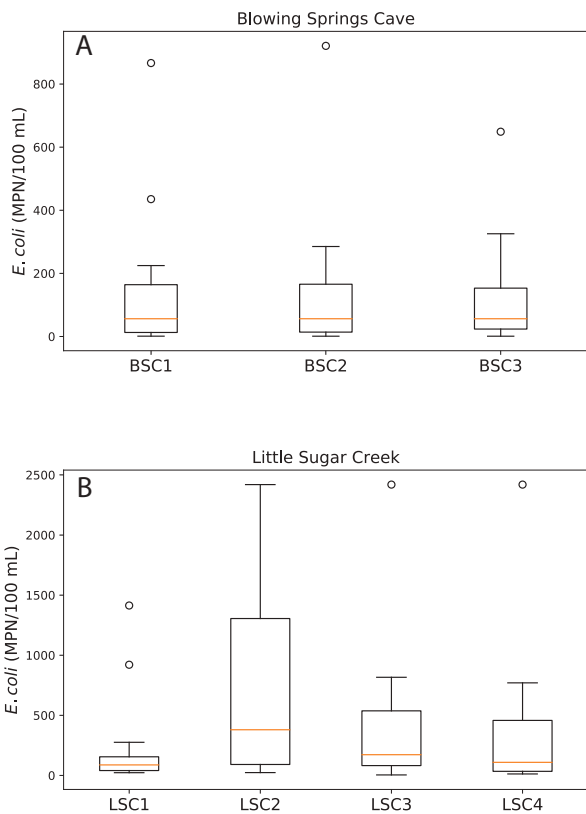 Blowing Springs Cave
A
E. coli (MPN/100 mL)
800
600
400
200
0
BSC1 BSC2 BSC3
Little Sugar Creek
B
E. coli (MPN/100 mL)
2500
2000
1500
1000
500
0
LSC1 LSC2 LSC3 LSC4